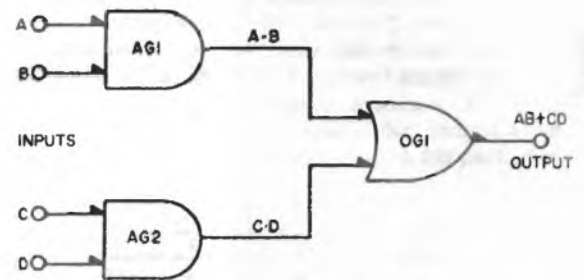 A
AG1
A-B
B
INPUTS
OG1
AB+CD
OUTPUT
C
AG2
C·D
D